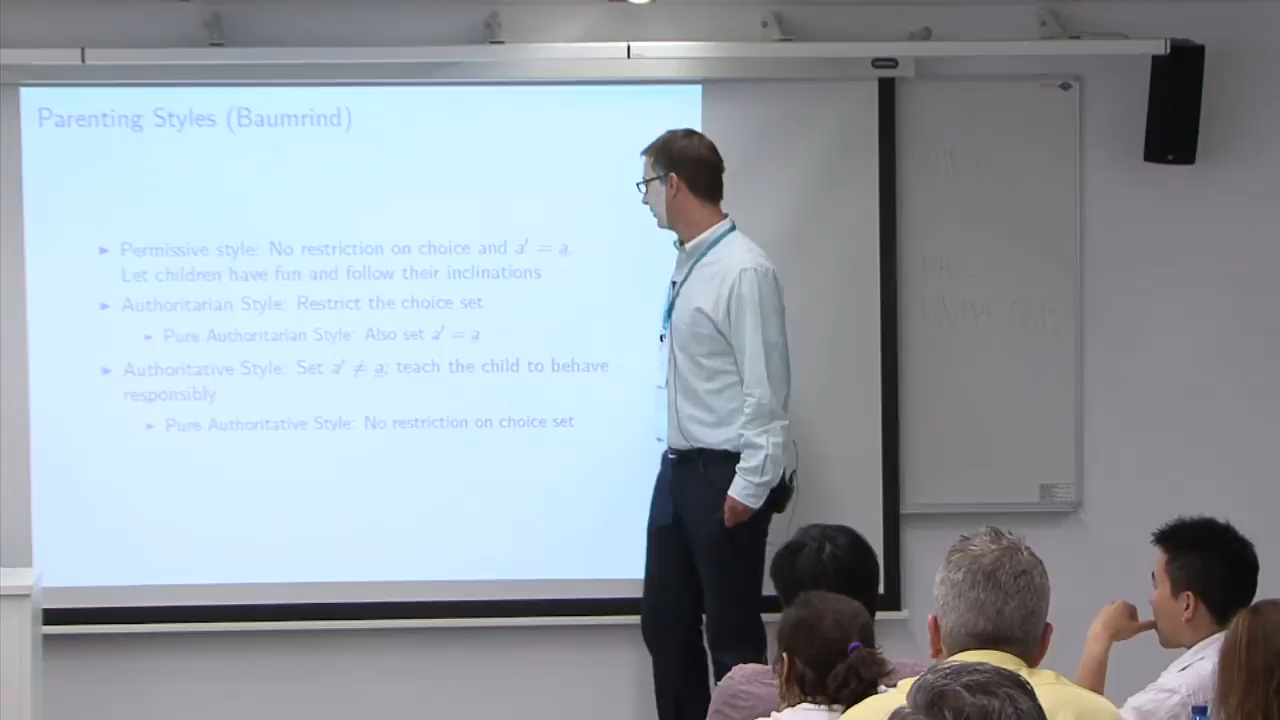 Parenting Styles (Baumrind)
► Permissive style: No restriction on choice and a′ = a̲.
Let children have fun and follow their inclinations
► Authoritarian Style: Restrict the choice set
► Pure Authoritarian Style: Also set a′ = a̲
► Authoritative Style: Set a′ ≠ a̲; teach the child to behave
responsibly
► Pure Authoritative Style: No restriction on choice set